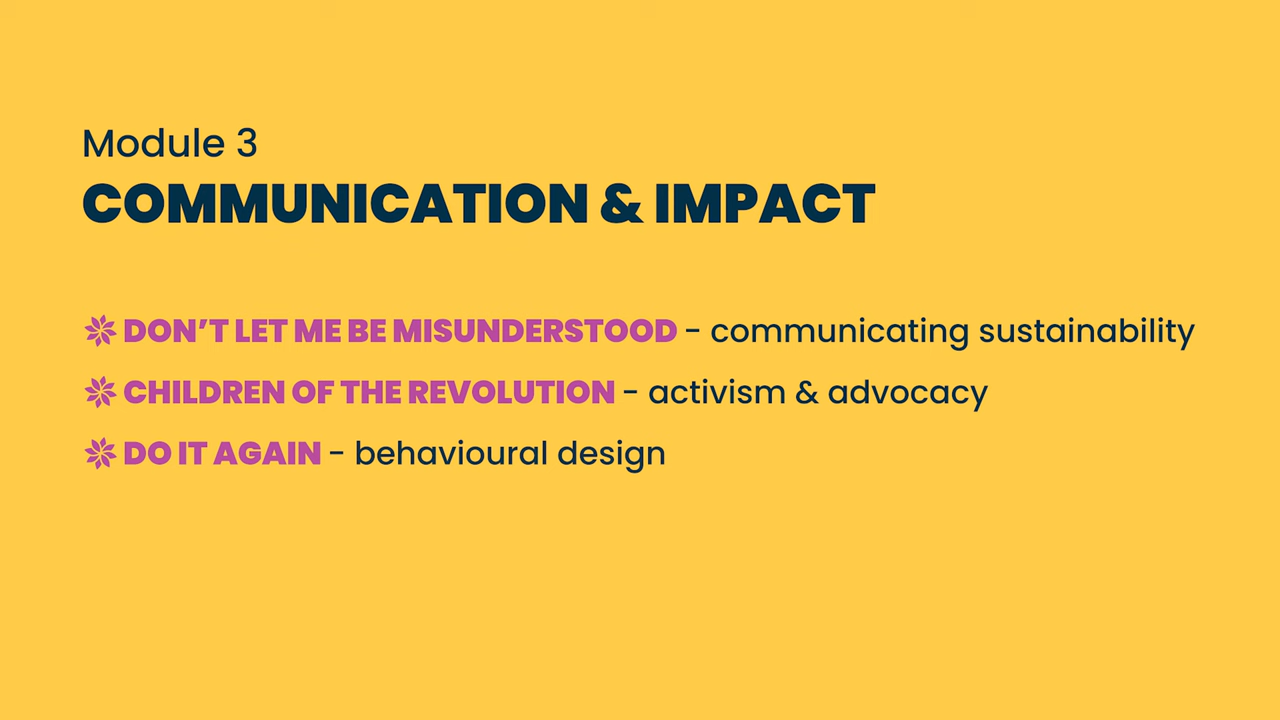 Module 3
COMMUNICATION & IMPACT
DON’T LET ME BE MISUNDERSTOOD - communicating sustainability
CHILDREN OF THE REVOLUTION - activism & advocacy
DO IT AGAIN - behavioural design